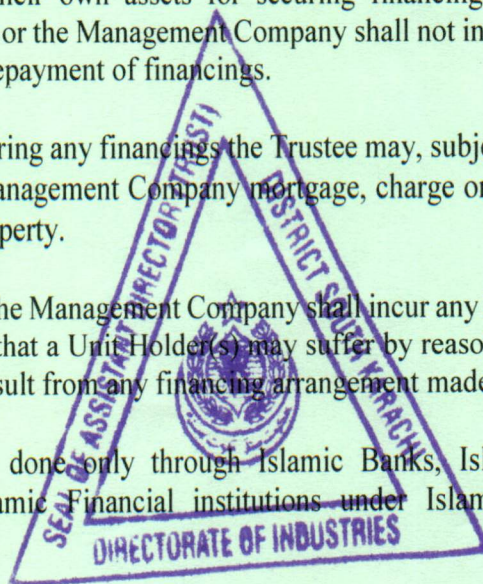 their own assets for securing financing
or the Management Company shall not in
epayment of financings.
ring any financings the Trustee may, subje
anagement Company mortgage, charge or
perty.
he Management Company shall incur any
that a Unit Holder(s) may suffer by reaso
sult from any financing arrangement made
done only through Islamic Banks, Isl
amic Financial institutions under Islam
SEAL OF ASSISTANT DIRECTOR (TRUST)
DISTRICT SOUTH KARACHI
DIRECTORATE OF INDUSTRIES